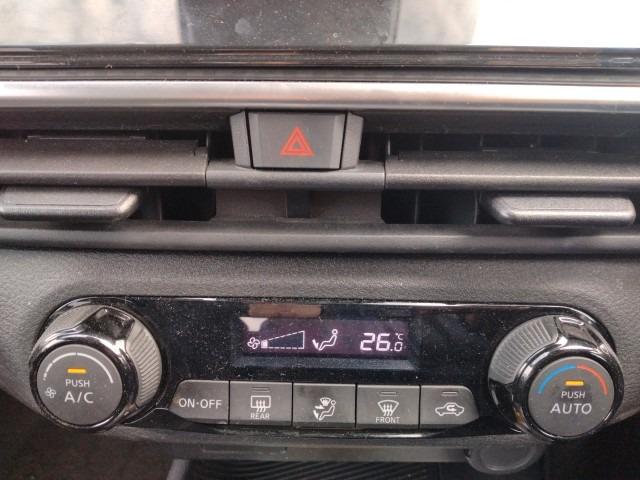 26.0 °C
PUSH
A/C
ON·OFF
REAR
FRONT
PUSH
AUTO